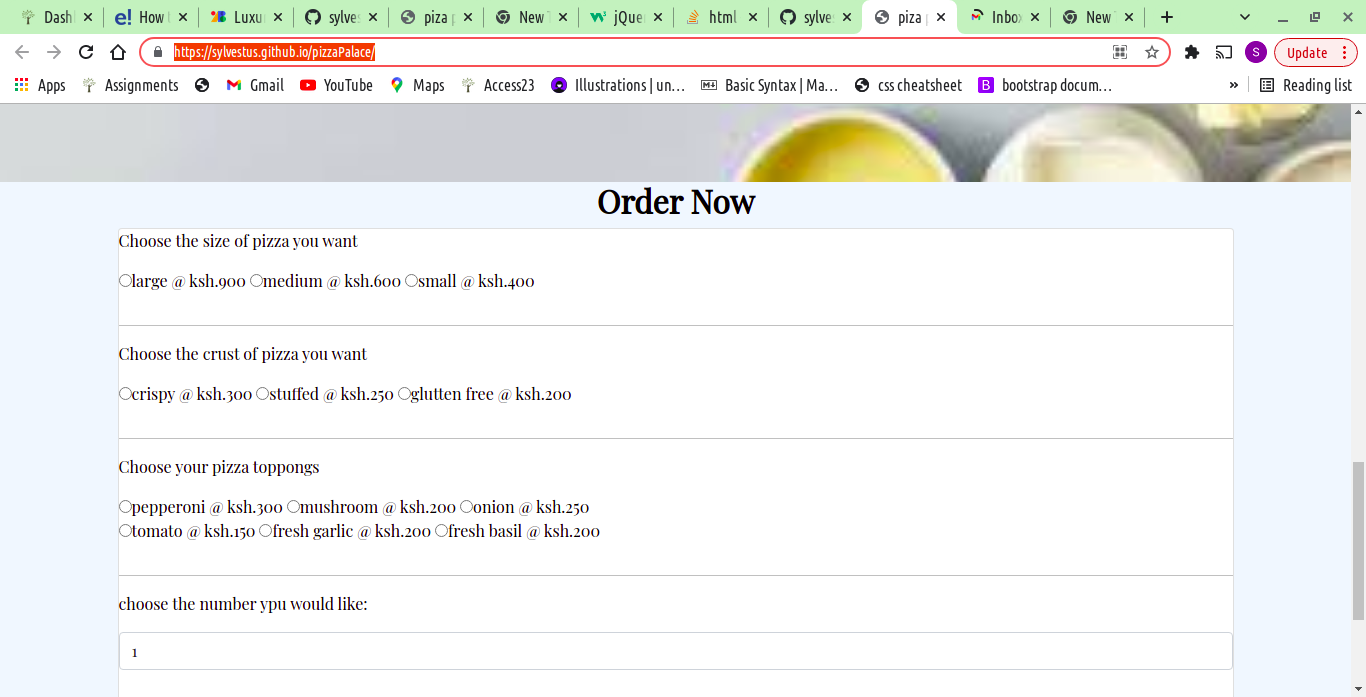 Dash e! How Luxu sylves piza New jQue html sylve piza Inbox New
https://sylvestus.github.io/pizzaPalace/ S Update
Apps Assignments Gmail YouTube Maps Access23 Illustrations | un... Basic Syntax | Ma... css cheatsheet B bootstrap docum... » Reading list
Order Now
Choose the size of pizza you want
large @ ksh.900 medium @ ksh.600 small @ ksh.400
Choose the crust of pizza you want
crispy @ ksh.300 stuffed @ ksh.250 glutten free @ ksh.200
Choose your pizza toppongs
pepperoni @ ksh.300 mushroom @ ksh.200 onion @ ksh.250
tomato @ ksh.150 fresh garlic @ ksh.200 fresh basil @ ksh.200
choose the number ypu would like:
1